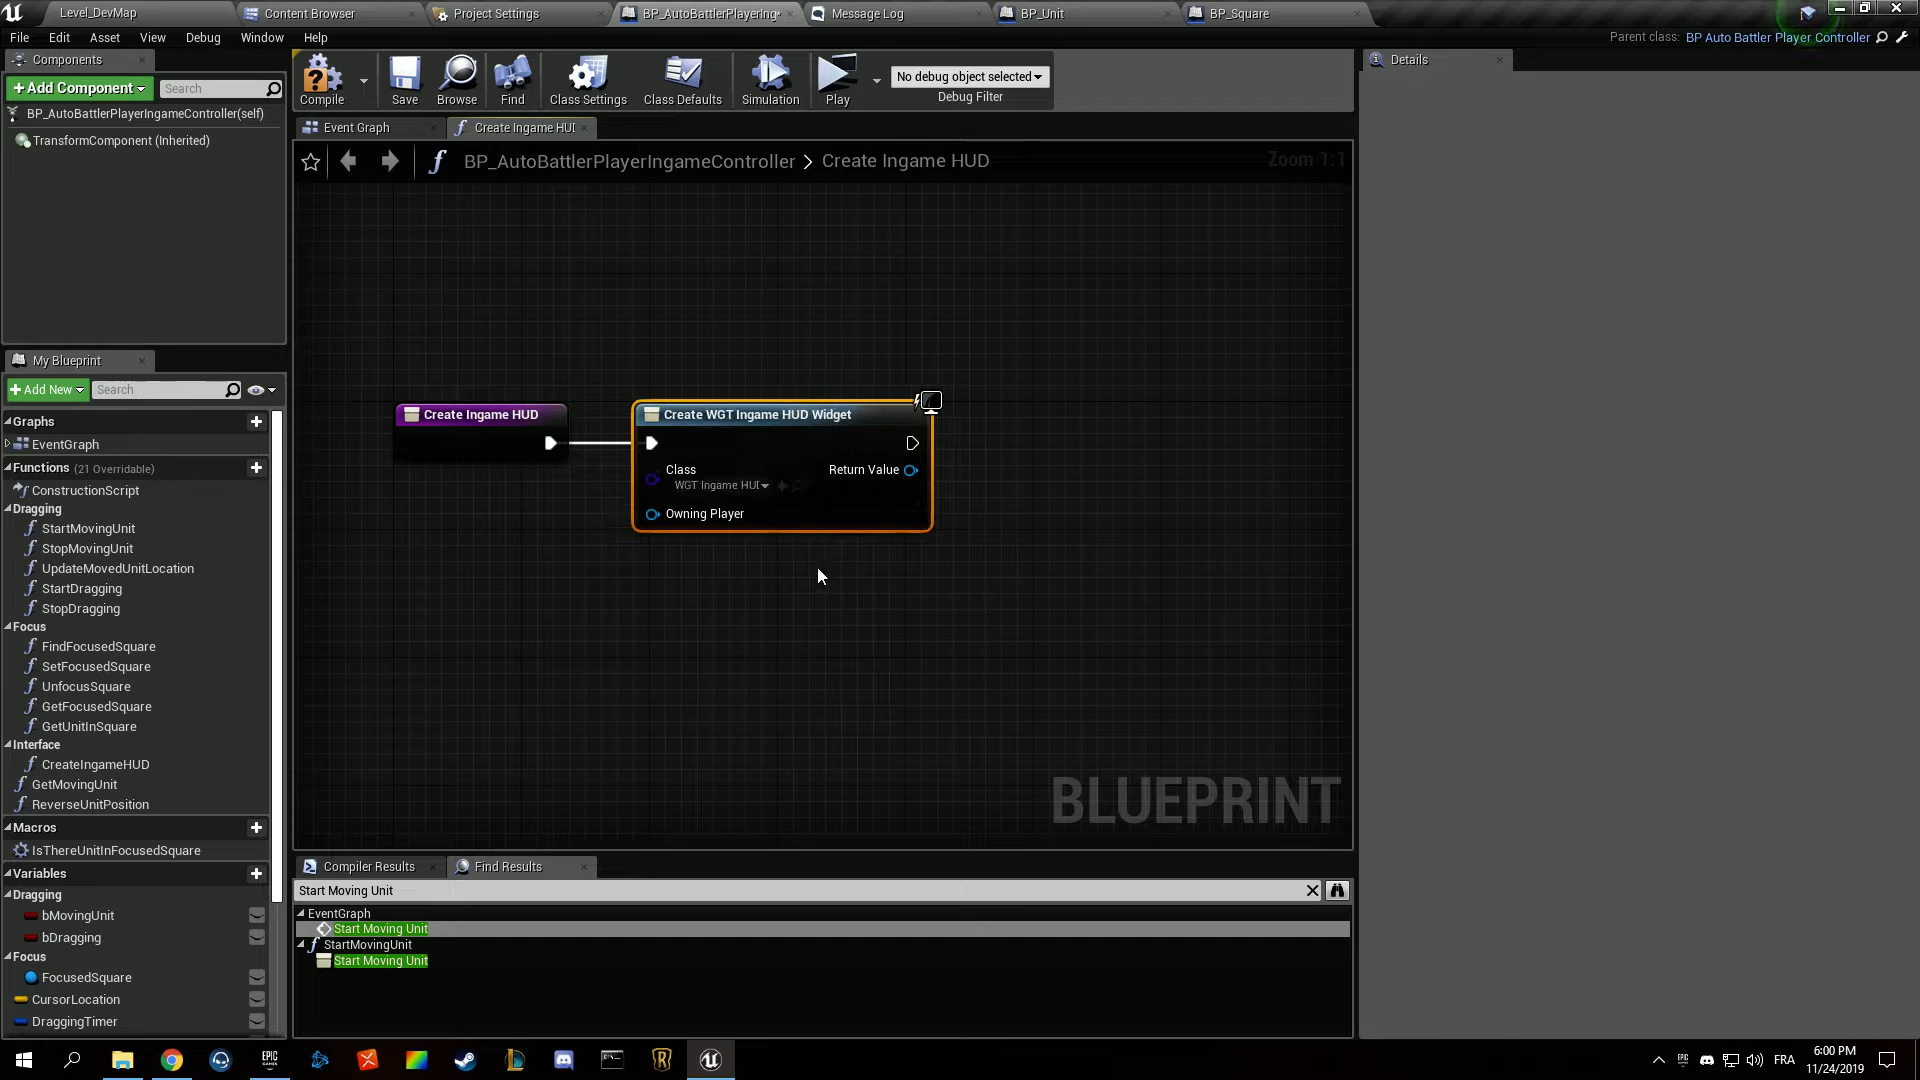 Level_DevMap
Content Browser
Project Settings
BP_AutoBattlerPlayerIng*
Message Log
BP_Unit
BP_Square
File Edit Asset View Debug Window Help
Parent class: BP Auto Battler Player Controller
Components
+Add Component
Search
BP_AutoBattlerPlayerIngameController(self)
TransformComponent (Inherited)
Compile
Save
Browse
Find
Class Settings
Class Defaults
Simulation
Play
No debug object selected
Debug Filter
Details
Event Graph
Create Ingame HUD
BP_AutoBattlerPlayerIngameController > Create Ingame HUD
Zoom 1:1
My Blueprint
+Add New
Search
Graphs
EventGraph
Functions (21 Overridable)
ConstructionScript
Dragging
StartMovingUnit
StopMovingUnit
UpdateMovedUnitLocation
StartDragging
StopDragging
Focus
FindFocusedSquare
SetFocusedSquare
UnfocusSquare
GetFocusedSquare
GetUnitInSquare
Interface
CreateIngameHUD
GetMovingUnit
ReverseUnitPosition
Macros
IsThereUnitInFocusedSquare
Variables
Dragging
bMovingUnit
bDragging
Focus
FocusedSquare
CursorLocation
DraggingTimer
Create Ingame HUD
Create WGT Ingame HUD Widget
Class
WGT Ingame HUD
Return Value
Owning Player
BLUEPRINT
Compiler Results
Find Results
Start Moving Unit
EventGraph
Start Moving Unit
StartMovingUnit
Start Moving Unit
EPIC
GAMES
FRA
6:00 PM
11/24/2019